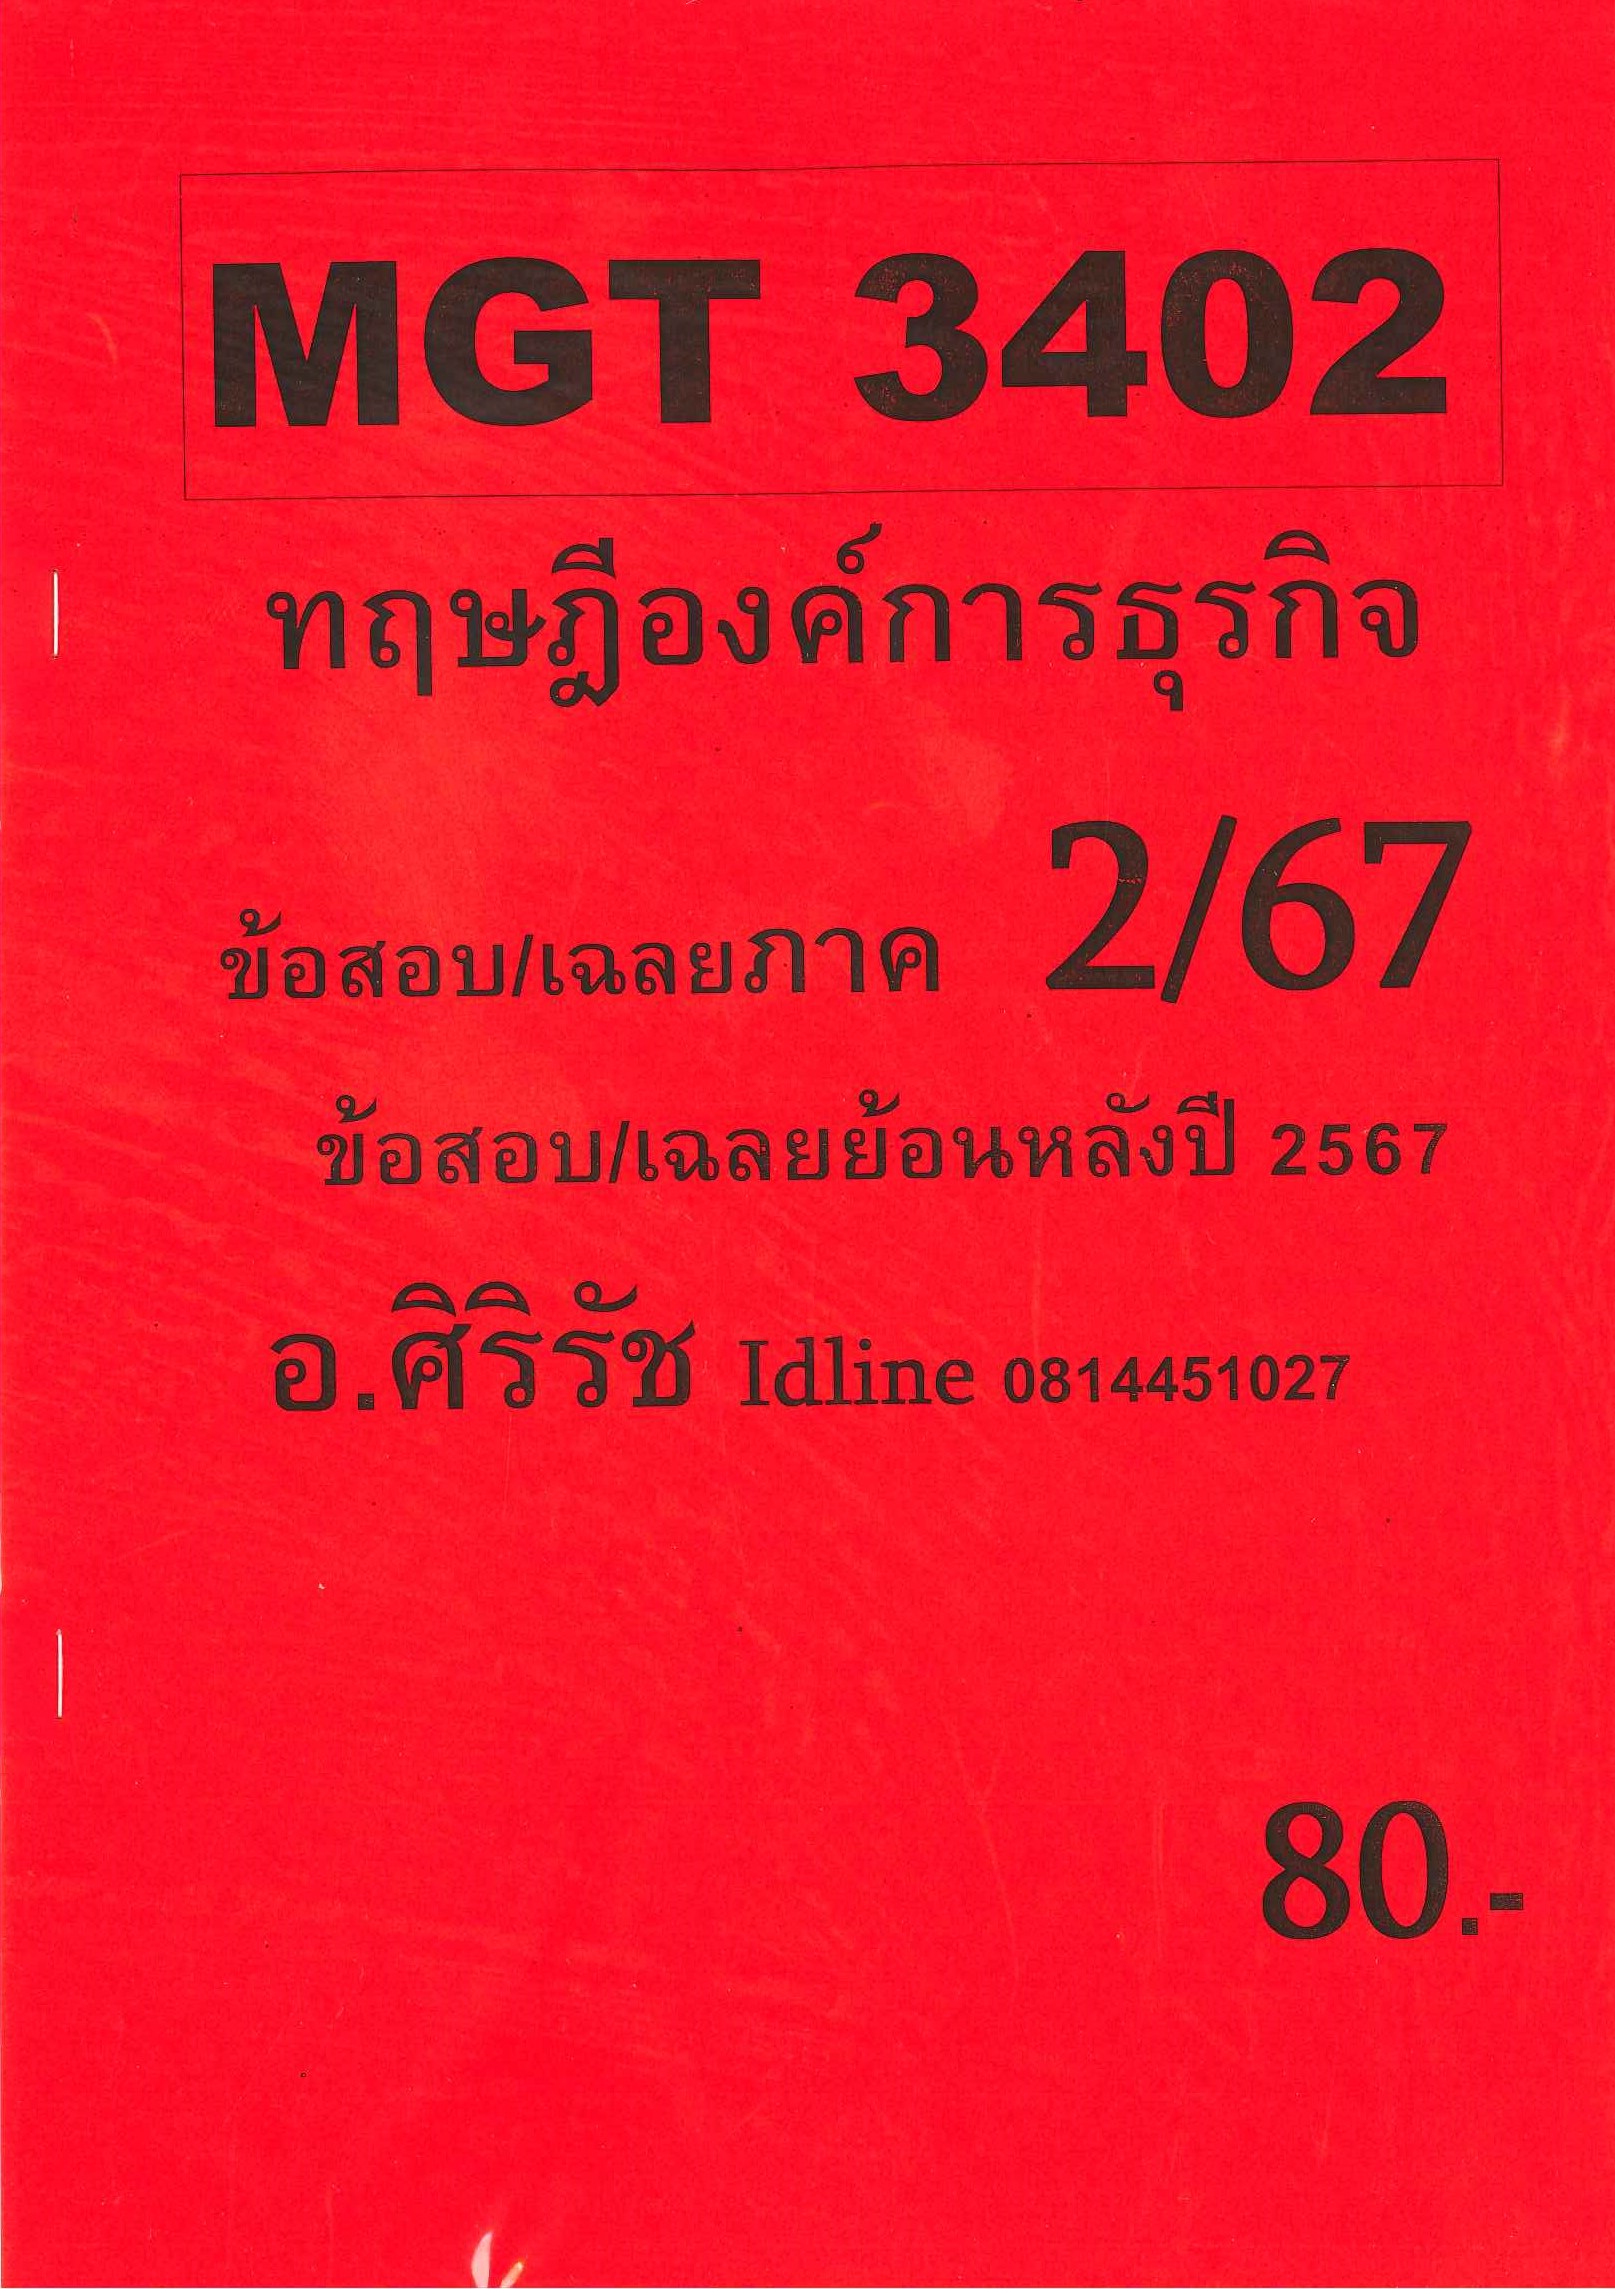 MGT 3402
ทฤษฎีองค์การธุรกิจ
ข้อสอบ/เฉลยภาค 2/67
ข้อสอบ/เฉลยย้อนหลังปี 2567
อ.ศิริรัช Idline 0814451027
80.-